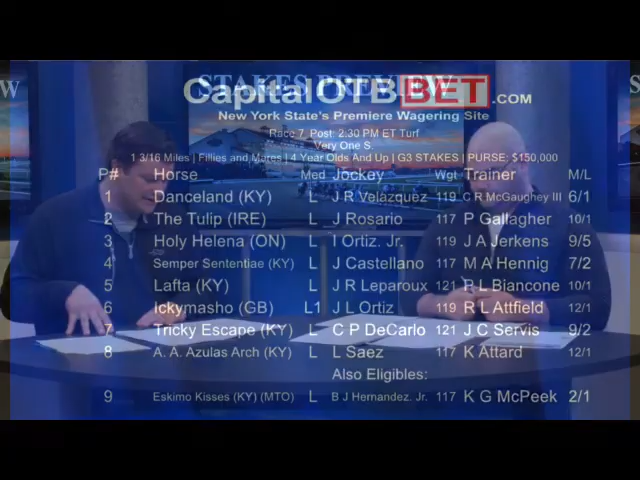 STAKES PREVIEW
W
CapitalOTB BET .COM
New York State's Premiere Wagering Site
Race 7 Post: 2:30 PM ET Turf
Very One S.
1 3/16 Miles | Fillies and Mares | 4 Year Olds And Up | G3 STAKES | PURSE: $150,000
P# Horse Med Jockey Wgt Trainer M/L
1 Danceland (KY) L J R Velazquez 119 C R McGaughey III 6/1
2 The Tulip (IRE) L J Rosario 117 P Gallagher 10/1
3 Holy Helena (ON) L I Ortiz. Jr. 119 J A Jerkens 9/5
4 Semper Sententiae (KY) L J Castellano 117 M A Hennig 7/2
5 Lafta (KY) L J R Leparoux 121 P L Biancone 10/1
6 Ickymasho (GB) L1 J L Ortiz 119 R L Attfield 12/1
7 Tricky Escape (KY) L C P DeCarlo 121 J C Servis 9/2
8 A. A. Azulas Arch (KY) L L Saez 117 K Attard 12/1
Also Eligibles:
9 Eskimo Kisses (KY) (MTO) L B J Hernandez. Jr. 117 K G McPeek 2/1